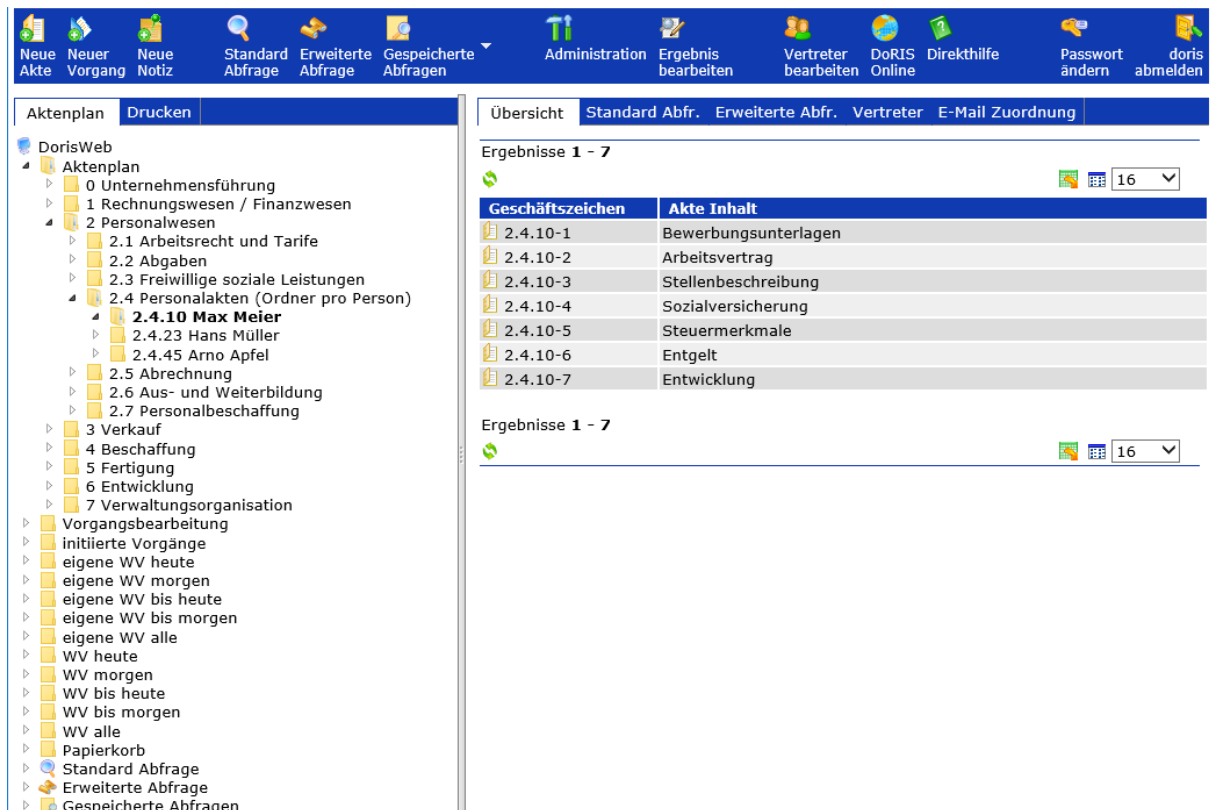 Neue Akte
Neuer Vorgang
Neue Notiz
Standard Abfrage
Erweiterte Abfrage
Gespeicherte Abfragen
Administration
Ergebnis bearbeiten
Vertreter bearbeiten
DoRIS Online
Direkthilfe
Passwort ändern
doris abmelden
Aktenplan
Drucken
DorisWeb
Aktenplan
0 Unternehmensführung
1 Rechnungswesen / Finanzwesen
2 Personalwesen
2.1 Arbeitsrecht und Tarife
2.2 Abgaben
2.3 Freiwillige soziale Leistungen
2.4 Personalakten (Ordner pro Person)
2.4.10 Max Meier
2.4.23 Hans Müller
2.4.45 Arno Apfel
2.5 Abrechnung
2.6 Aus- und Weiterbildung
2.7 Personalbeschaffung
3 Verkauf
4 Beschaffung
5 Fertigung
6 Entwicklung
7 Verwaltungsorganisation
Vorgangsbearbeitung
initiierte Vorgänge
eigene WV heute
eigene WV morgen
eigene WV bis heute
eigene WV bis morgen
eigene WV alle
WV heute
WV morgen
WV bis heute
WV bis morgen
WV alle
Papierkorb
Standard Abfrage
Erweiterte Abfrage
Gespeicherte Abfragen
Übersicht
Standard Abfr.
Erweiterte Abfr.
Vertreter
E-Mail Zuordnung
Ergebnisse 1 - 7
16
Geschäftszeichen Akte Inhalt
2.4.10-1 Bewerbungsunterlagen
2.4.10-2 Arbeitsvertrag
2.4.10-3 Stellenbeschreibung
2.4.10-4 Sozialversicherung
2.4.10-5 Steuermerkmale
2.4.10-6 Entgelt
2.4.10-7 Entwicklung
Ergebnisse 1 - 7
16